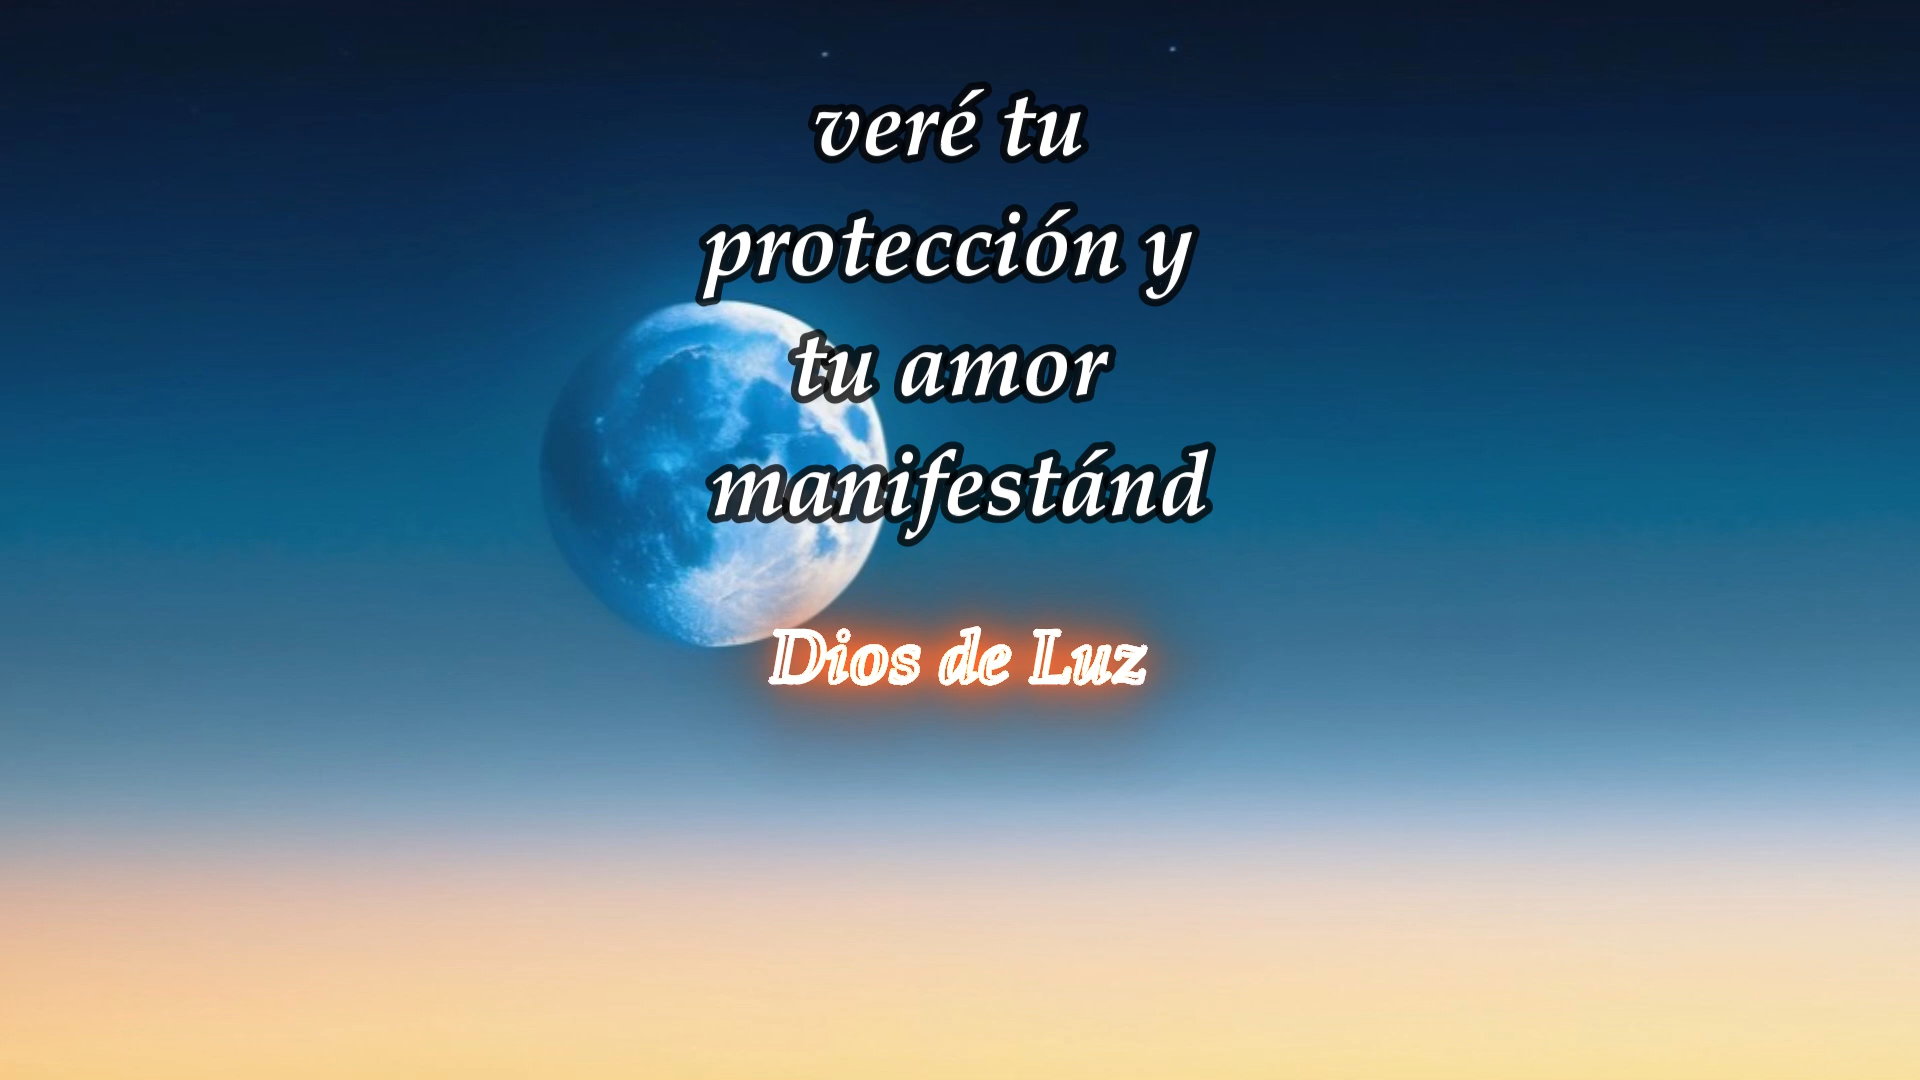 veré tu
protección y
tu amor
manifestánd
Dios de Luz